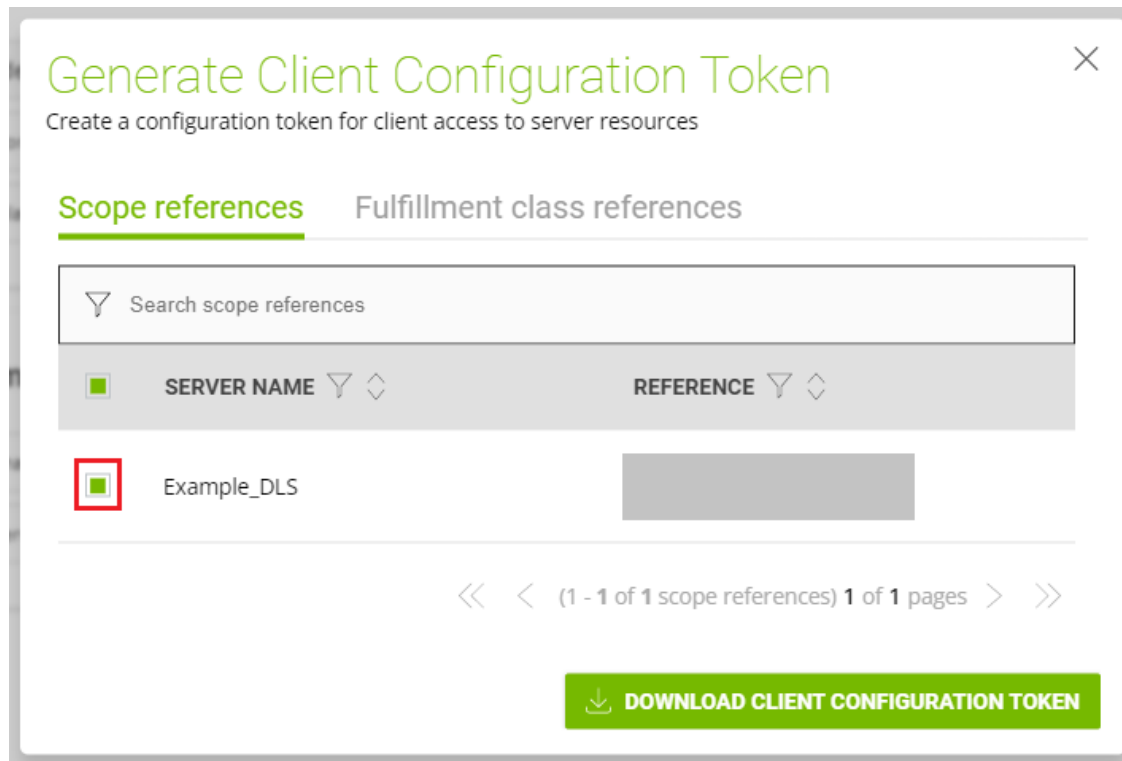 Generate Client Configuration Token
Create a configuration token for client access to server resources
Scope references Fulfillment class references
Search scope references
SERVER NAME REFERENCE
Example_DLS
(1 - 1 of 1 scope references) 1 of 1 pages
DOWNLOAD CLIENT CONFIGURATION TOKEN